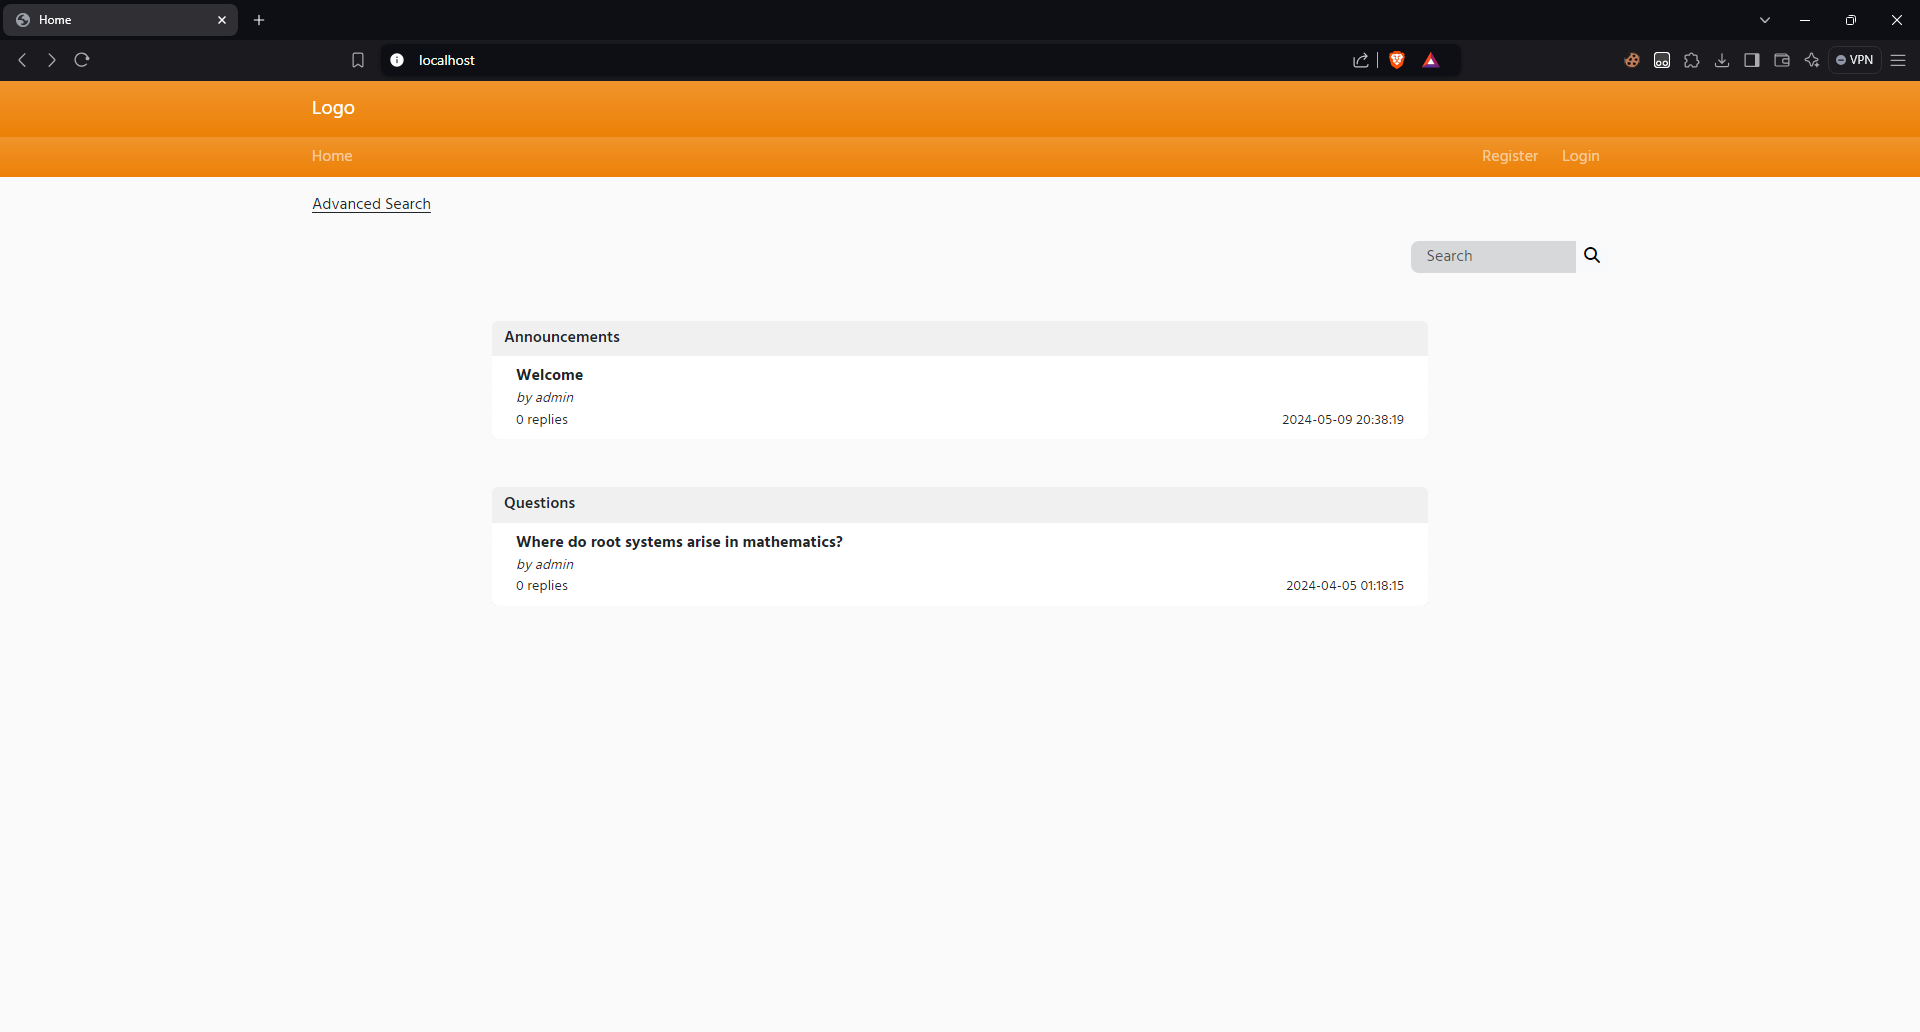 Home
localhost
VPN
Logo
Home Register Login
Advanced Search
Search
Announcements
Welcome
by admin
0 replies 2024-05-09 20:38:19
Questions
Where do root systems arise in mathematics?
by admin
0 replies 2024-04-05 01:18:15